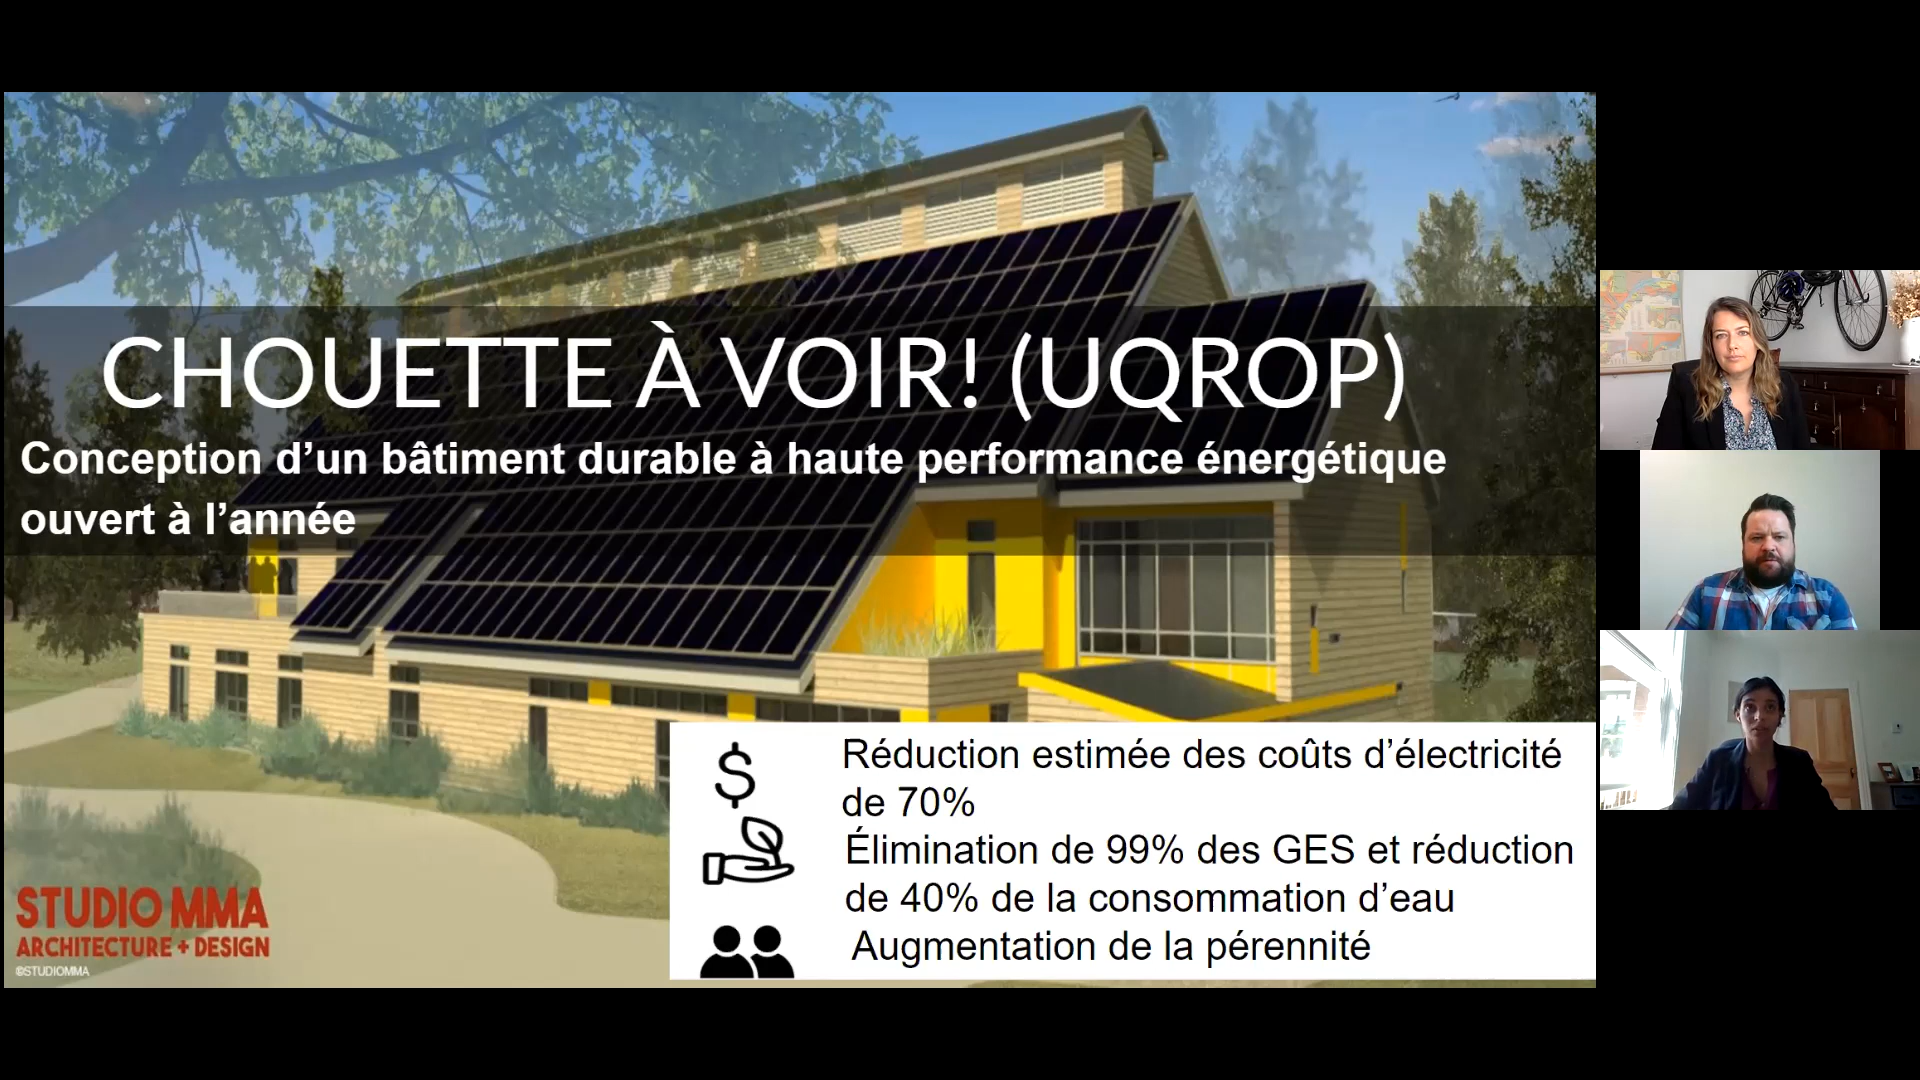 CHOUETTE À VOIR! (UQROP)
Conception d’un bâtiment durable à haute performance énergétique
ouvert à l’année
$
Réduction estimée des coûts d’électricité
de 70%
Élimination de 99% des GES et réduction
de 40% de la consommation d’eau
Augmentation de la pérennité
STUDIO MMA
ARCHITECTURE + DESIGN
©STUDIOMMA